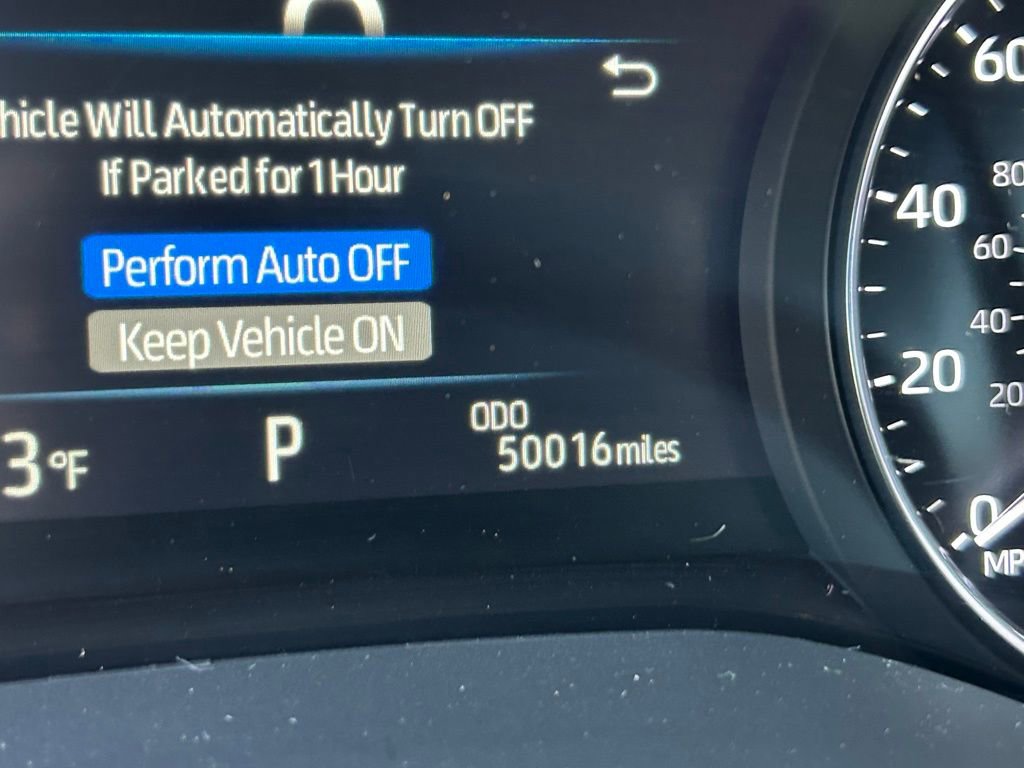 hicle Will Automatically Turn OFF
If Parked for 1 Hour
Perform Auto OFF
Keep Vehicle ON
3°F
P
ODO
50016 miles
60
80
40
60
40
20
20
0
MP